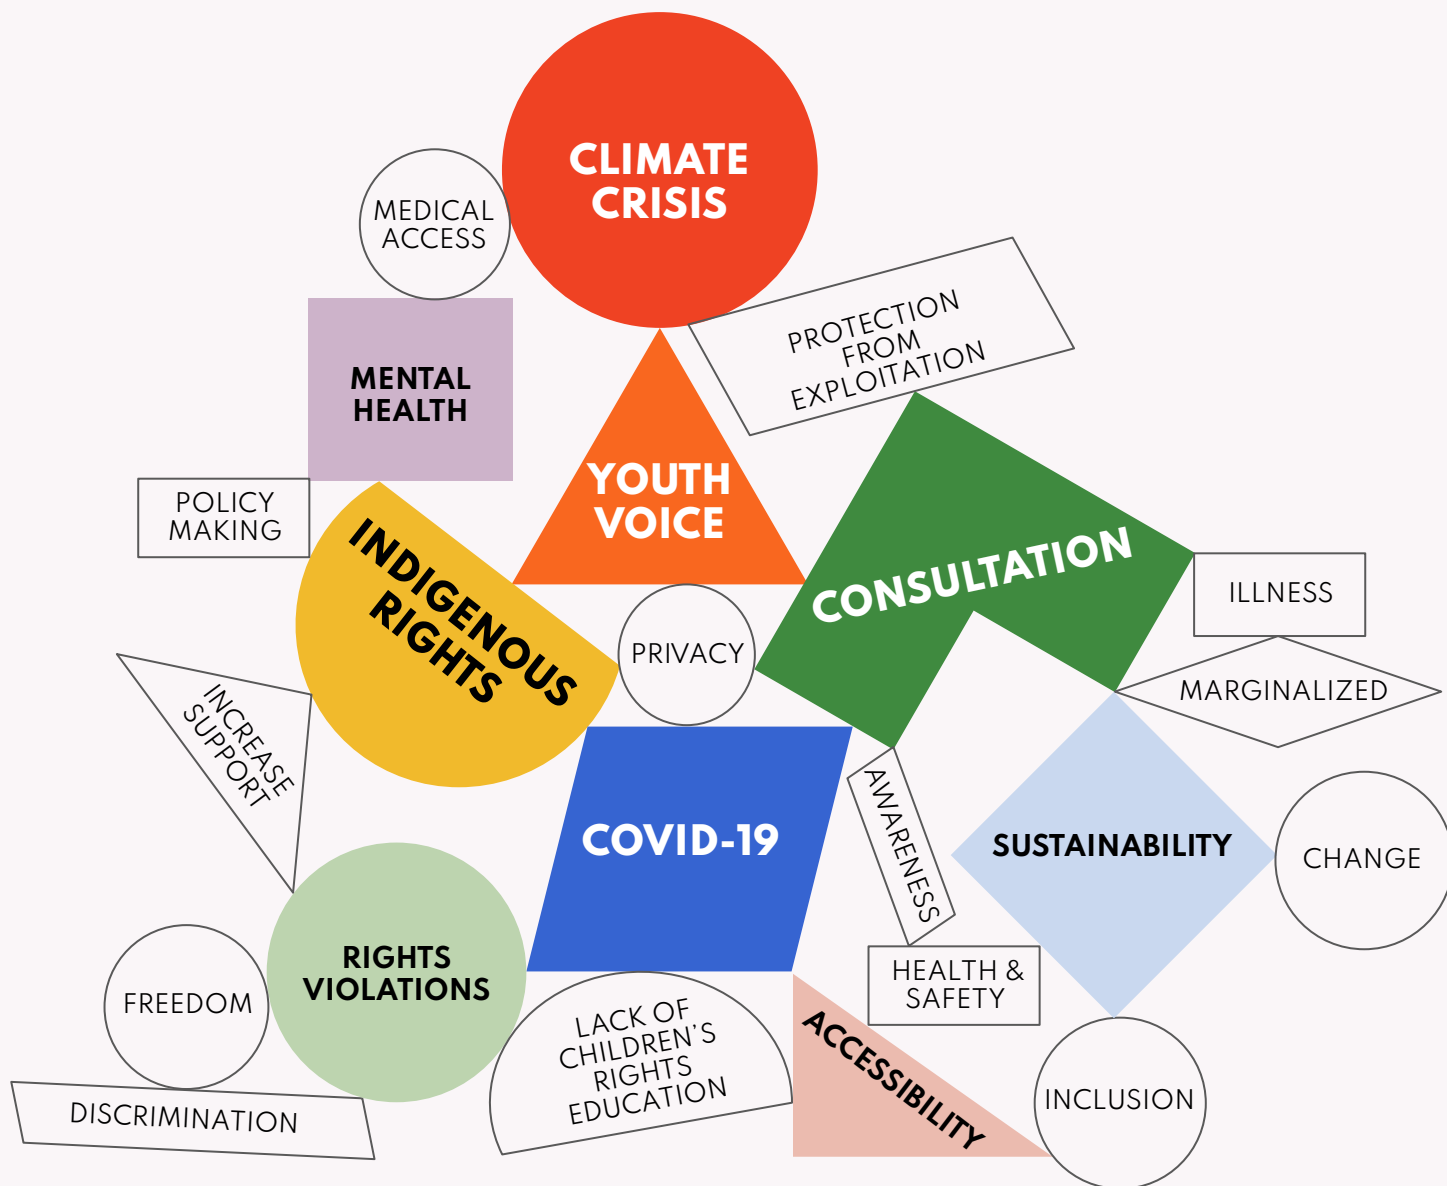 CLIMATE
CRISIS
MEDICAL
ACCESS
PROTECTION
FROM
EXPLOITATION
MENTAL
HEALTH
YOUTH
VOICE
POLICY
MAKING
INDIGENOUS
RIGHTS
CONSULTATION
ILLNESS
PRIVACY
MARGINALIZED
INCREASE
SUPPORT
COVID-19
AWARENESS
SUSTAINABILITY
CHANGE
RIGHTS
VIOLATIONS
HEALTH &
SAFETY
FREEDOM
LACK OF
CHILDREN'S
RIGHTS
EDUCATION
ACCESSIBILITY
INCLUSION
DISCRIMINATION